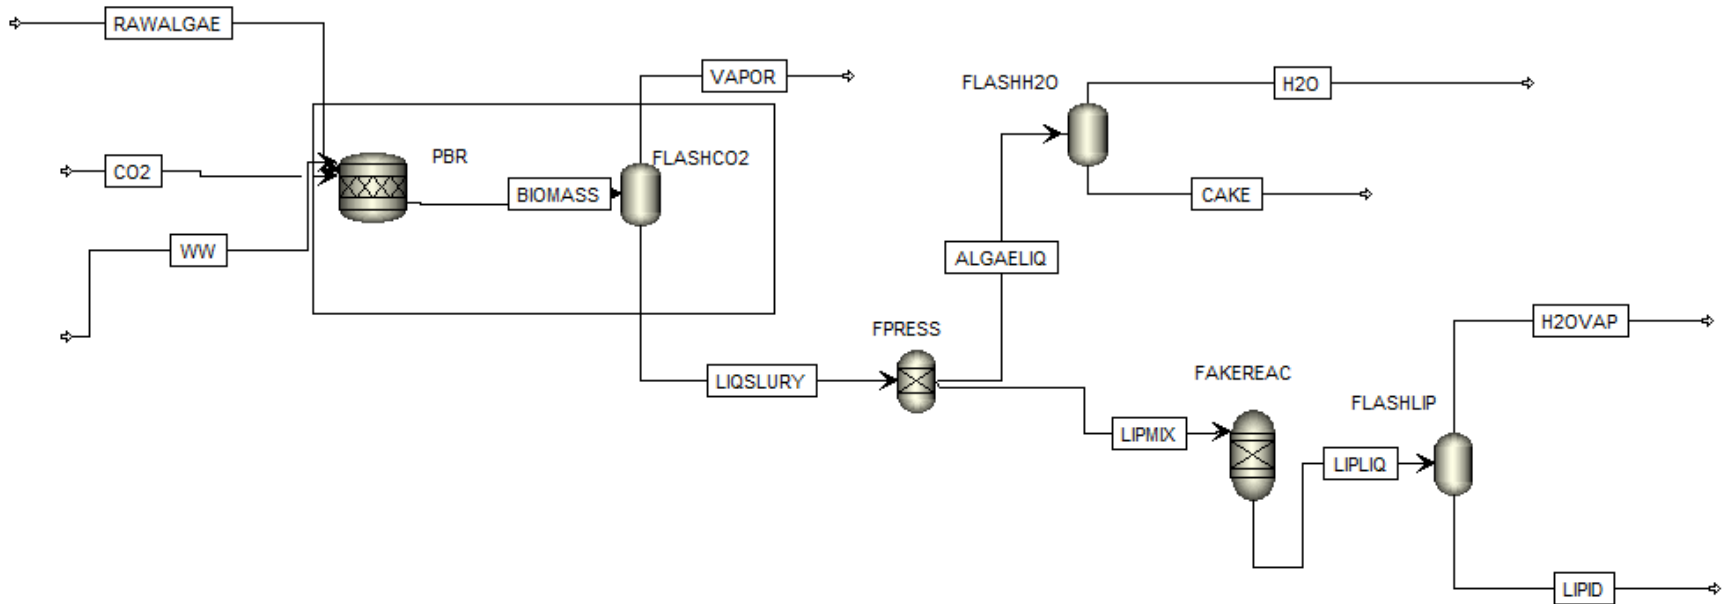 RAWALGAE
VAPOR
FLASHH2O
H2O
PBR
FLASHCO2
CO2
BIOMASS
CAKE
WW
ALGAELIQ
H2OVAP
FPRESS
LIQSLURY
FAKEREAC
FLASHLIP
LIPMIX
LIPLIQ
LIPID